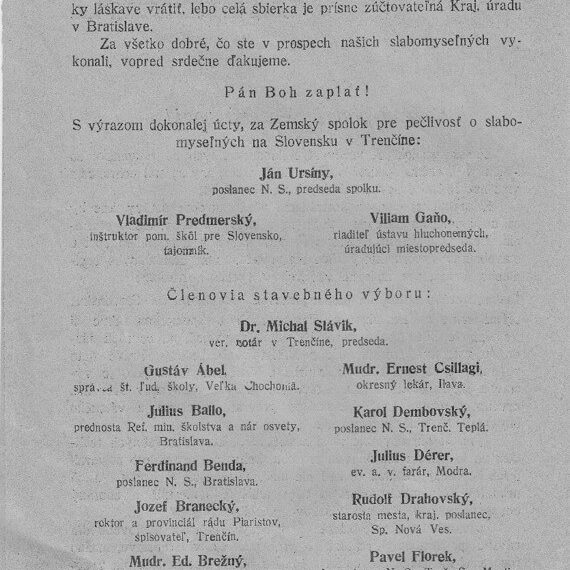 ky láskave vrátiť, lebo celá sbierka je prísne zúčtovateľná Kraj. úradu
v Bratislave.
Za všetko dobré, čo ste v prospech našich slabomyseľných vy-
konali, vopred srdečne ďakujeme.
Pán Boh zaplať!
S výrazom dokonalej úcty, za Zemský spolok pre pečlivosť o slabo-
myseľných na Slovensku v Trenčíne:
Ján Ursíny,
poslanec N. S., predseda spolku.
Vladimír Predmerský,
inštruktor pom. škôl pre Slovensko,
tajomník.
Viliam Gaňo,
riaditeľ ústavu hluchonemých,
úradujúci miestopredseda.
Členovia stavebného výboru:
Dr. Michal Slávik,
ver. notár v Trenčíne, predseda.
Gustáv Ábel
správca št. ľud. školy, Veľká Chocholná.
Julius Ballo,
prednosta Ref. min. školstva a nár osvety,
Bratislava.
Ferdinand Benda,
poslanec N. S., Bratislava.
Jozef Branecký,
rektor a provinciál rádu Piaristov,
spisovateľ, Trenčín.
Mudr. Ed. Brežný,
Mudr. Ernest Csillagi,
okresný lekár, Ilava.
Karol Dembovský,
poslanec N. S., Trenč. Teplá.
Julius Dérer,
ev. a. v. farár, Modra.
Rudolf Drahovský,
starosta mesta, kraj. poslanec,
Sp. Nová Ves.
Pavel Florek,